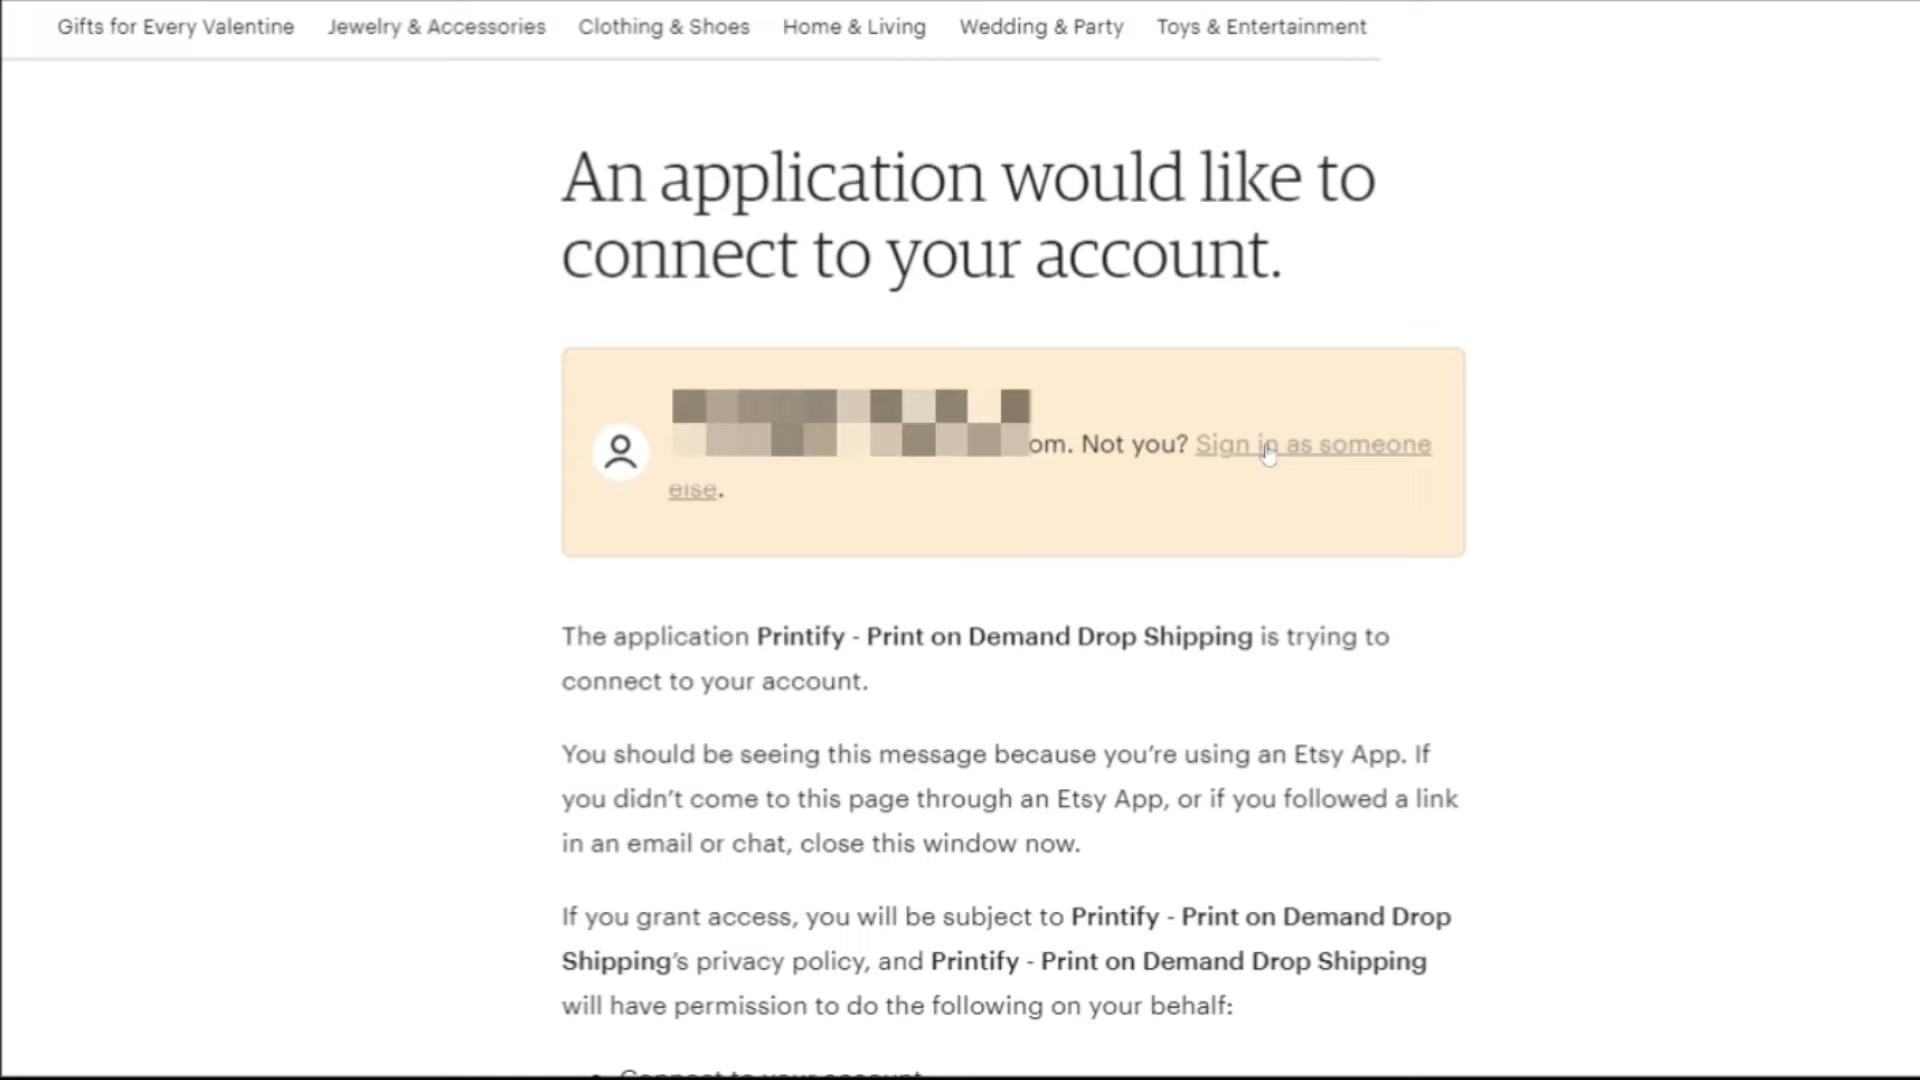 Gifts for Every Valentine Jewelry & Accessories Clothing & Shoes Home & Living Wedding & Party Toys & Entertainment
An application would like to
connect to your account.
om. Not you? Sign in as someone
else.
The application Printify - Print on Demand Drop Shipping is trying to
connect to your account.
You should be seeing this message because you’re using an Etsy App. If
you didn’t come to this page through an Etsy App, or if you followed a link
in an email or chat, close this window now.
If you grant access, you will be subject to Printify - Print on Demand Drop
Shipping’s privacy policy, and Printify - Print on Demand Drop Shipping
will have permission to do the following on your behalf:
Connect to your account